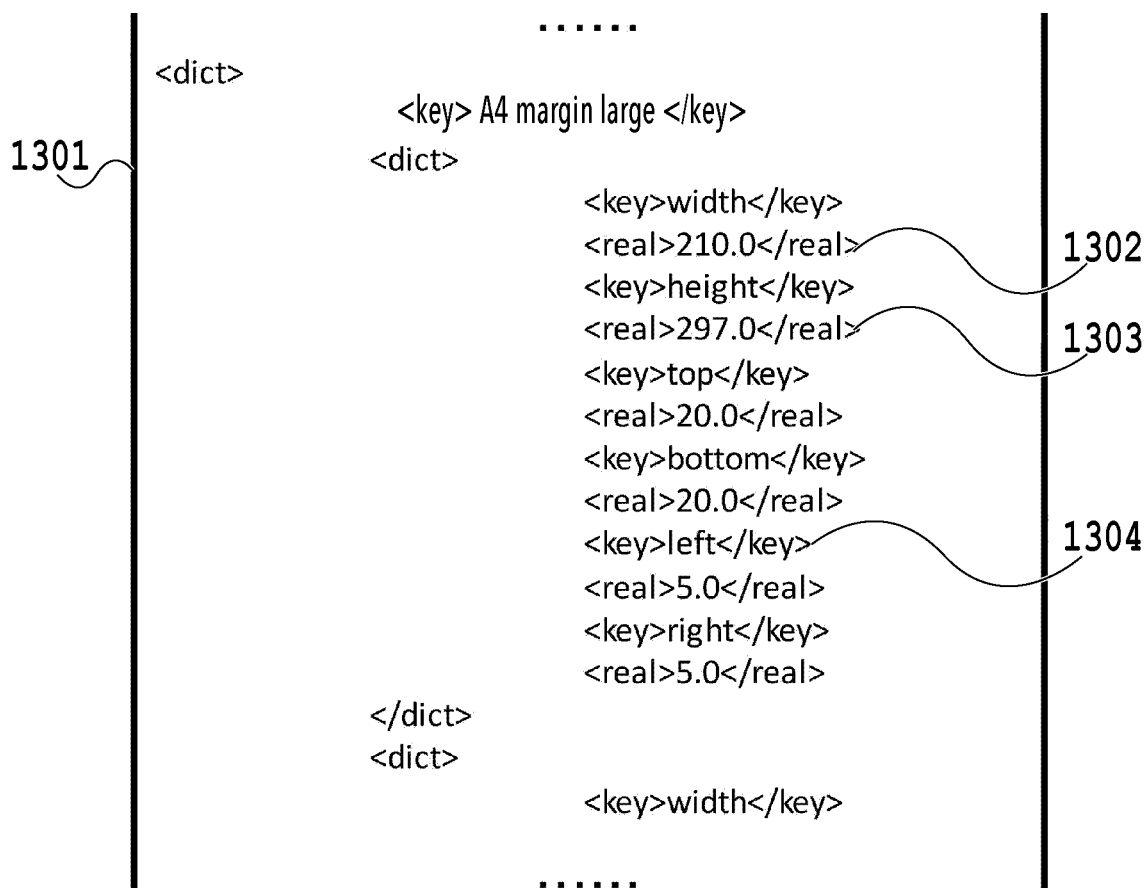 ......
<dict>
<key> A4 margin large </key>
1301
<dict>
<key>width</key>
<real>210.0</real>
1302
<key>height</key>
<real>297.0</real>
1303
<key>top</key>
<real>20.0</real>
<key>bottom</key>
<real>20.0</real>
<key>left</key>
1304
<real>5.0</real>
<key>right</key>
<real>5.0</real>
</dict>
<dict>
<key>width</key>
......